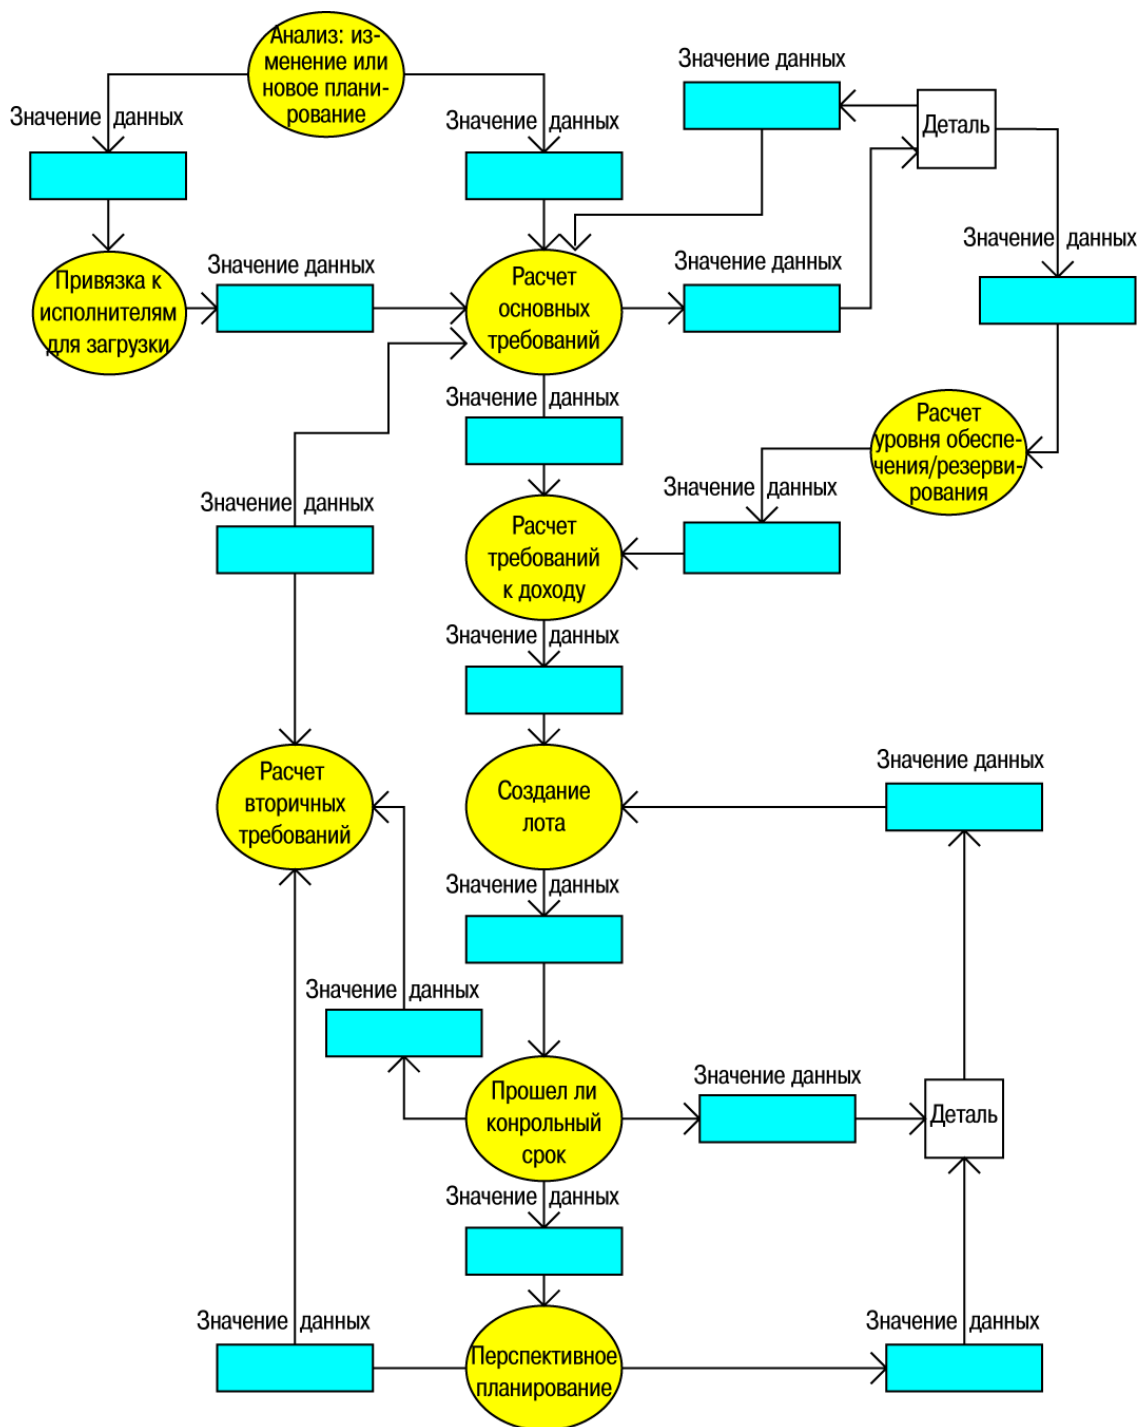 Анализ: из-
менение или
новое плани-
рование
Значение данных
Значение данных
Значение данных
Деталь
Значение данных
Привязка к
исполнителям
для загрузки
Значение данных
Расчет
основных
требований
Значение данных
Значение данных
Расчет
уровня обеспе-
чения/резерви-
рования
Значение данных
Значение данных
Расчет
требований
к доходу
Значение данных
Расчет
вторичных
требований
Создание
лота
Значение данных
Значение данных
Значение данных
Прошел ли
конрольный
срок
Значение данных
Деталь
Значение данных
Значение данных
Перспективное
планирование
Значение данных